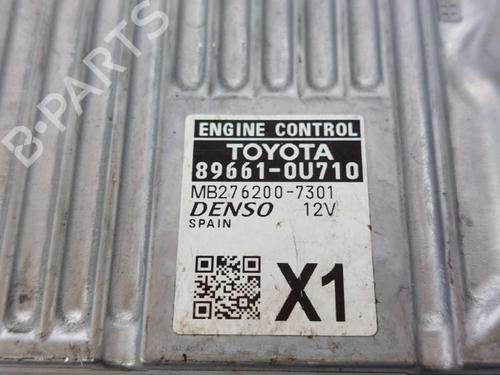 B-PARTS
ENGINE CONTROL
TOYOTA
89661-0U710
MB276200-7301
DENSO 12V
SPAIN
X1